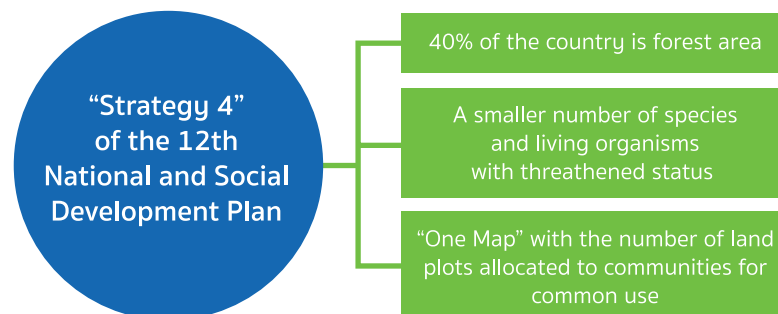 “Strategy 4”
of the 12th
National and Social
Development Plan
40% of the country is forest area
A smaller number of species
and living organisms
with threathened status
“One Map” with the number of land
plots allocated to communities for
common use